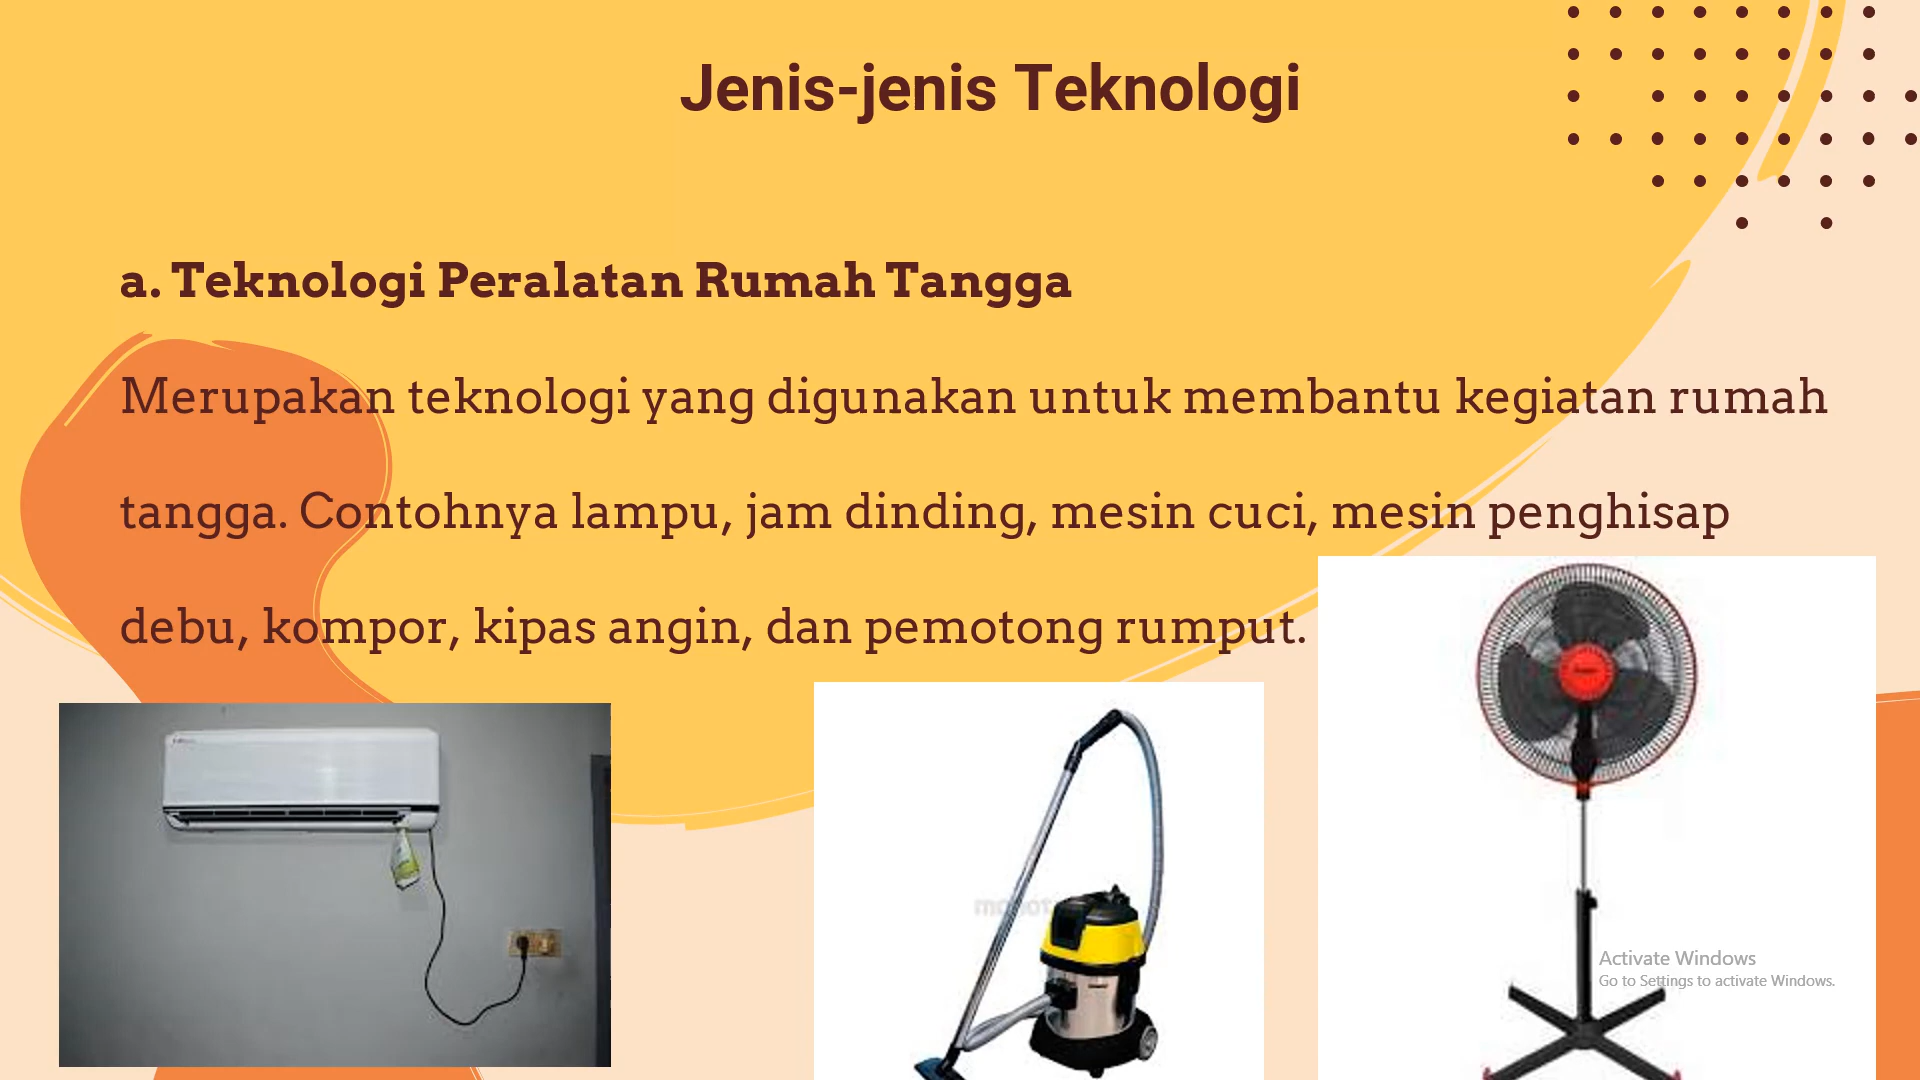 Jenis-jenis Teknologi
a. Teknologi Peralatan Rumah Tangga
Merupakan teknologi yang digunakan untuk membantu kegiatan rumah
tangga. Contohnya lampu, jam dinding, mesin cuci, mesin penghisap
debu, kompor, kipas angin, dan pemotong rumput.
Activate Windows
Go to Settings to activate Windows.